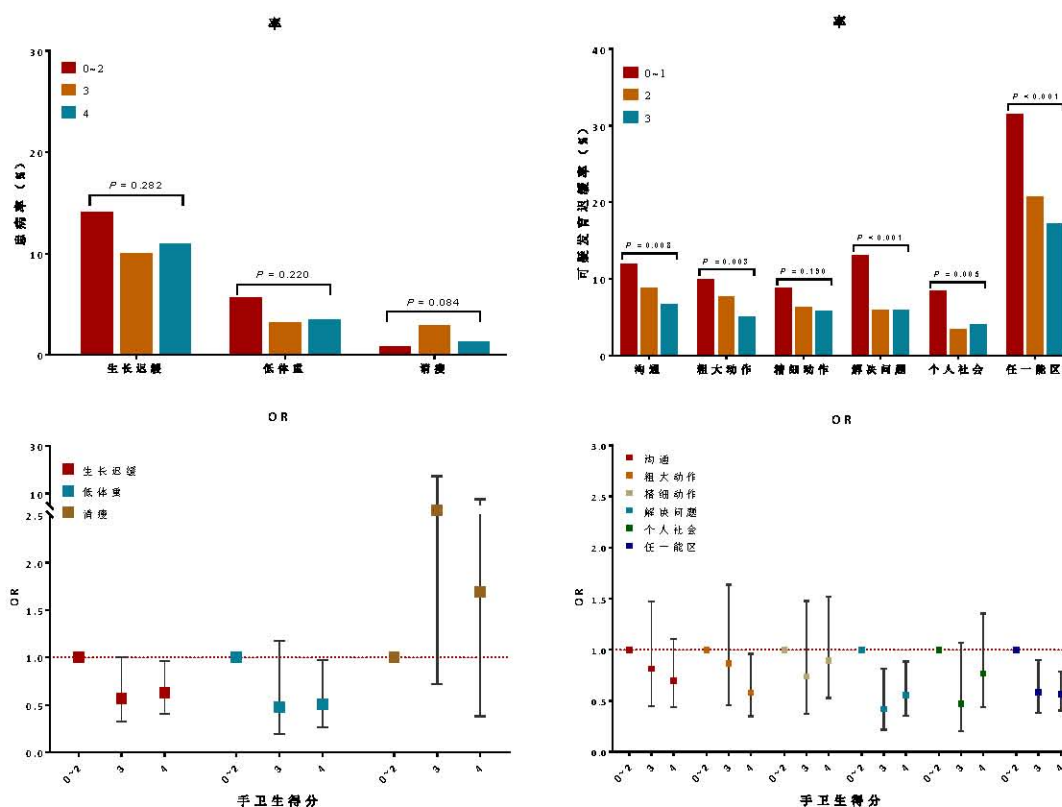 率
30
20
10
0
患病率（%）
0~2
3
4
P = 0.282
P = 0.220
P = 0.084
生长迟缓
低体重
消瘦
率
40
30
20
10
0
可疑发育迟缓率（%）
0~1
2
3
P = 0.003
P = 0.190
P <0.001
P = 0.005
P <0.001
沟通
粗大动作
精细动作
解决问题
个人社会
任一能区
OR
30
10
2.5
2.0
1.5
1.0
0.5
0.0
OR
生长迟缓
低体重
消瘦
0~2
3
4
0~2
3
4
0~2
3
4
手卫生得分
OR
3.0
2.5
2.0
1.5
1.0
0.5
0.0
OR
沟通
粗大动作
精细动作
解决问题
个人社会
任一能区
0~2
3
4
0~2
3
4
0~2
3
4
0~2
3
4
0~2
3
4
0~2
3
4
手卫生得分